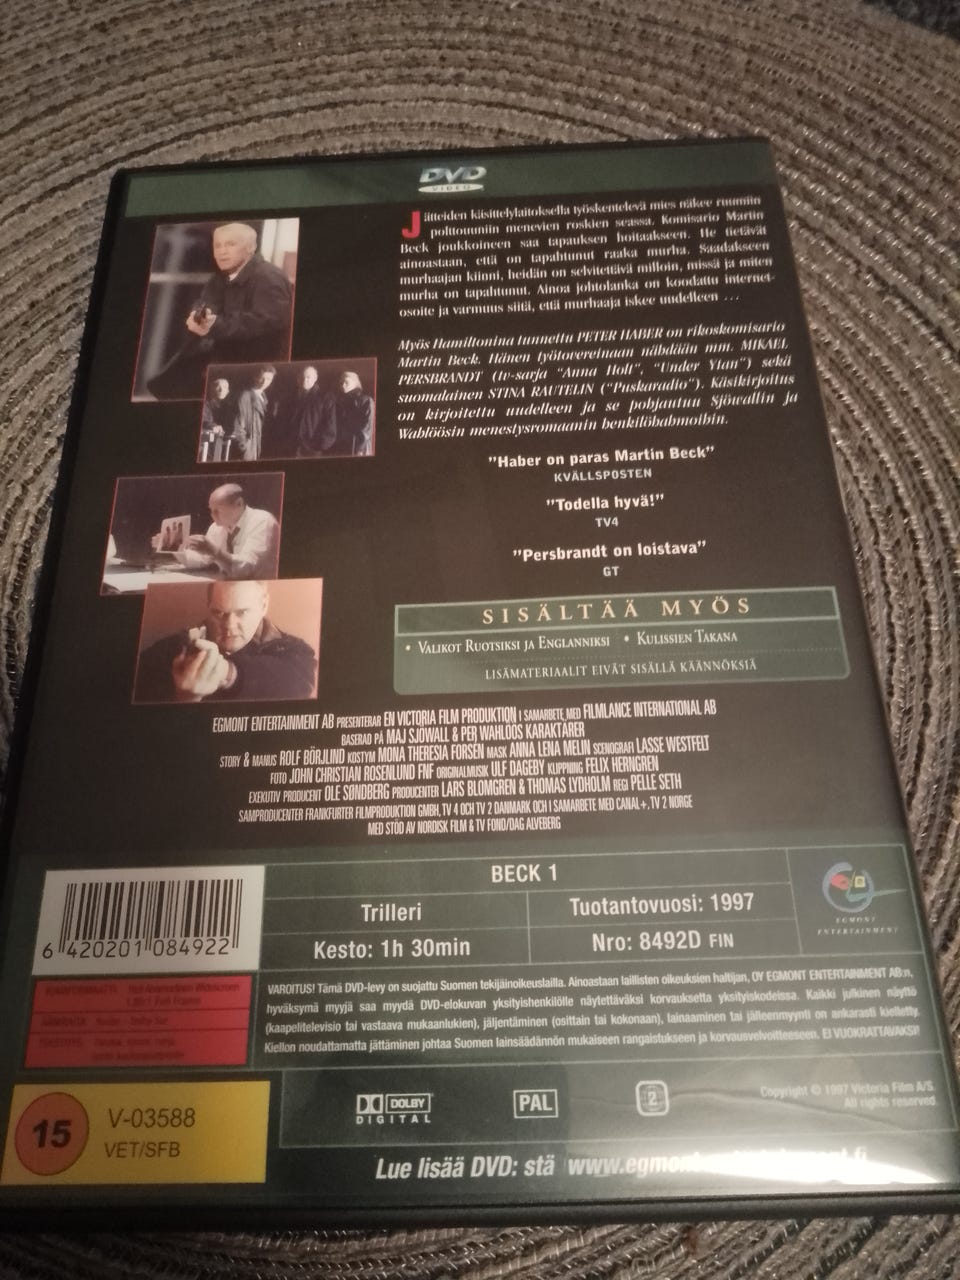 DVD
VIDEO
Jätteiden käsittelylaitoksella työskentelevä mies näkee ruumiin
polttouuniin menevien roskien seassa. Komisario Martin
Beck joukkoineen saa tapauksen hoitaakseen. He tietävät
ainoastaan, että on tapahtunut raaka murha. Saadakseen
murhaajan kiinni, heidän on selvitettävä milloin, missä ja miten
murha on tapahtunut. Ainoa johtolanka on koodattu internet-
osoite ja varmuus siitä, että murhaaja iskee uudelleen ...
Myös Hamiltonina tunnettu PETER HABER on rikoskomisario
Martin Beck. Hänen työtovereinaan nähdään mm. MIKAEL
PERSBRANDT (tv-sarja "Anna Holt", "Under Ytan") sekä
suomalainen STINA RAUTELIN ("Puskaradio"). Käsikirjoitus
on kirjoitettu uudelleen ja se pohjautuu Sjöwallin ja
Wahlöösin menestysromaanin henkilöhahmoihin.
"Haber on paras Martin Beck"
KVÄLLSPOSTEN
"Todella hyvä!"
TV4
"Persbrandt on loistava"
GT
SISÄLTÄÄ MYÖS
• VALIKOT RUOTSIKSI JA ENGLANNIKSI • KULISSIEN TAKANA
LISÄMATERIAALIT EIVÄT SISÄLLÄ KÄÄNNÖKSIÄ
EGMONT ENTERTAINMENT AB PRESENTERAR EN VICTORIA FILM PRODUKTION I SAMARBETE MED FILMLANCE INTERNATIONAL AB
BASERAD PÅ MAJ SJÖWALL & PER WAHLÖÖS KARAKTÄRER
STORY & MANUS ROLF BÖRJLIND KOSTYM MONA THERESIA FORSÉN MASK ANNA LENA MELIN SCENOGRAFI LASSE WESTFELT
FOTO JOHN CHRISTIAN ROSENLUND FNF ORIGINALMUSIK ULF DAGEBY KLIPPNING FELIX HERNGREN
EXEKUTIV PRODUCENT OLE SØNDBERG PRODUCENTER LARS BLOMGREN & THOMAS LYDHOLM REGI PELLE SETH
SAMPRODUCENTER FRANKFURTER FILMPRODUKTION GMBH, TV 4 OCH TV 2 DANMARK OCH I SAMARBETE MED CANAL+, TV 2 NORGE
MED STÖD AV NORDISK FILM & TV FOND/DAG ALVEBERG
BECK 1
Trilleri
Tuotantovuosi: 1997
Kesto: 1h 30min
Nro: 8492D FIN
EGMONT
ENTERTAINMENT
6 420201 084922
VAROITUS! Tämä DVD-levy on suojattu Suomen tekijäinoikeuslailla. Ainoastaan laillisten oikeuksien haltijan, OY EGMONT ENTERTAINMENT AB:n,
hyväksymä myyjä saa myydä DVD-elokuvan yksityishenkilölle näytettäväksi korvauksetta yksityiskodeissa. Kaikki julkinen näyttö
(kaapelitelevisio tai vastaava mukaanlukien), jäljentäminen (osittain tai kokonaan), lainaaminen tai jälleenmyynti on ankarasti kielletty.
Kiellon noudattamatta jättäminen johtaa Suomen lainsäädännön mukaiseen rangaistukseen ja korvausvelvoitteeseen. EI VUOKRATTAVAKSI!
15
V-03588
VET/SFB
DOLBY
DIGITAL
PAL
2
Copyright © 1997 Victoria Film A/S.
All rights reserved.
Lue lisää DVD: stä www.egmont